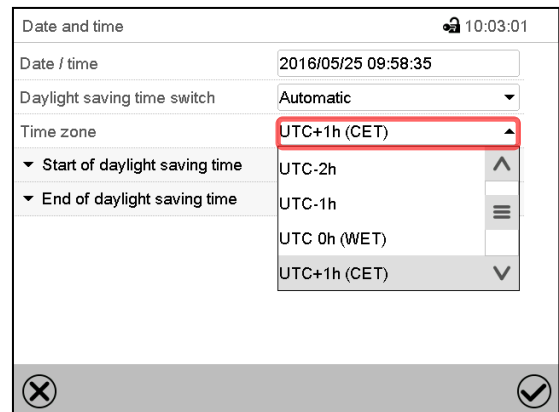 Date and time 10:03:01
Date / time 2016/05/25 09:58:35
Daylight saving time switch Automatic
Time zone UTC+1h (CET)
Start of daylight saving time UTC-2h
End of daylight saving time UTC-1h
UTC 0h (WET)
UTC+1h (CET)